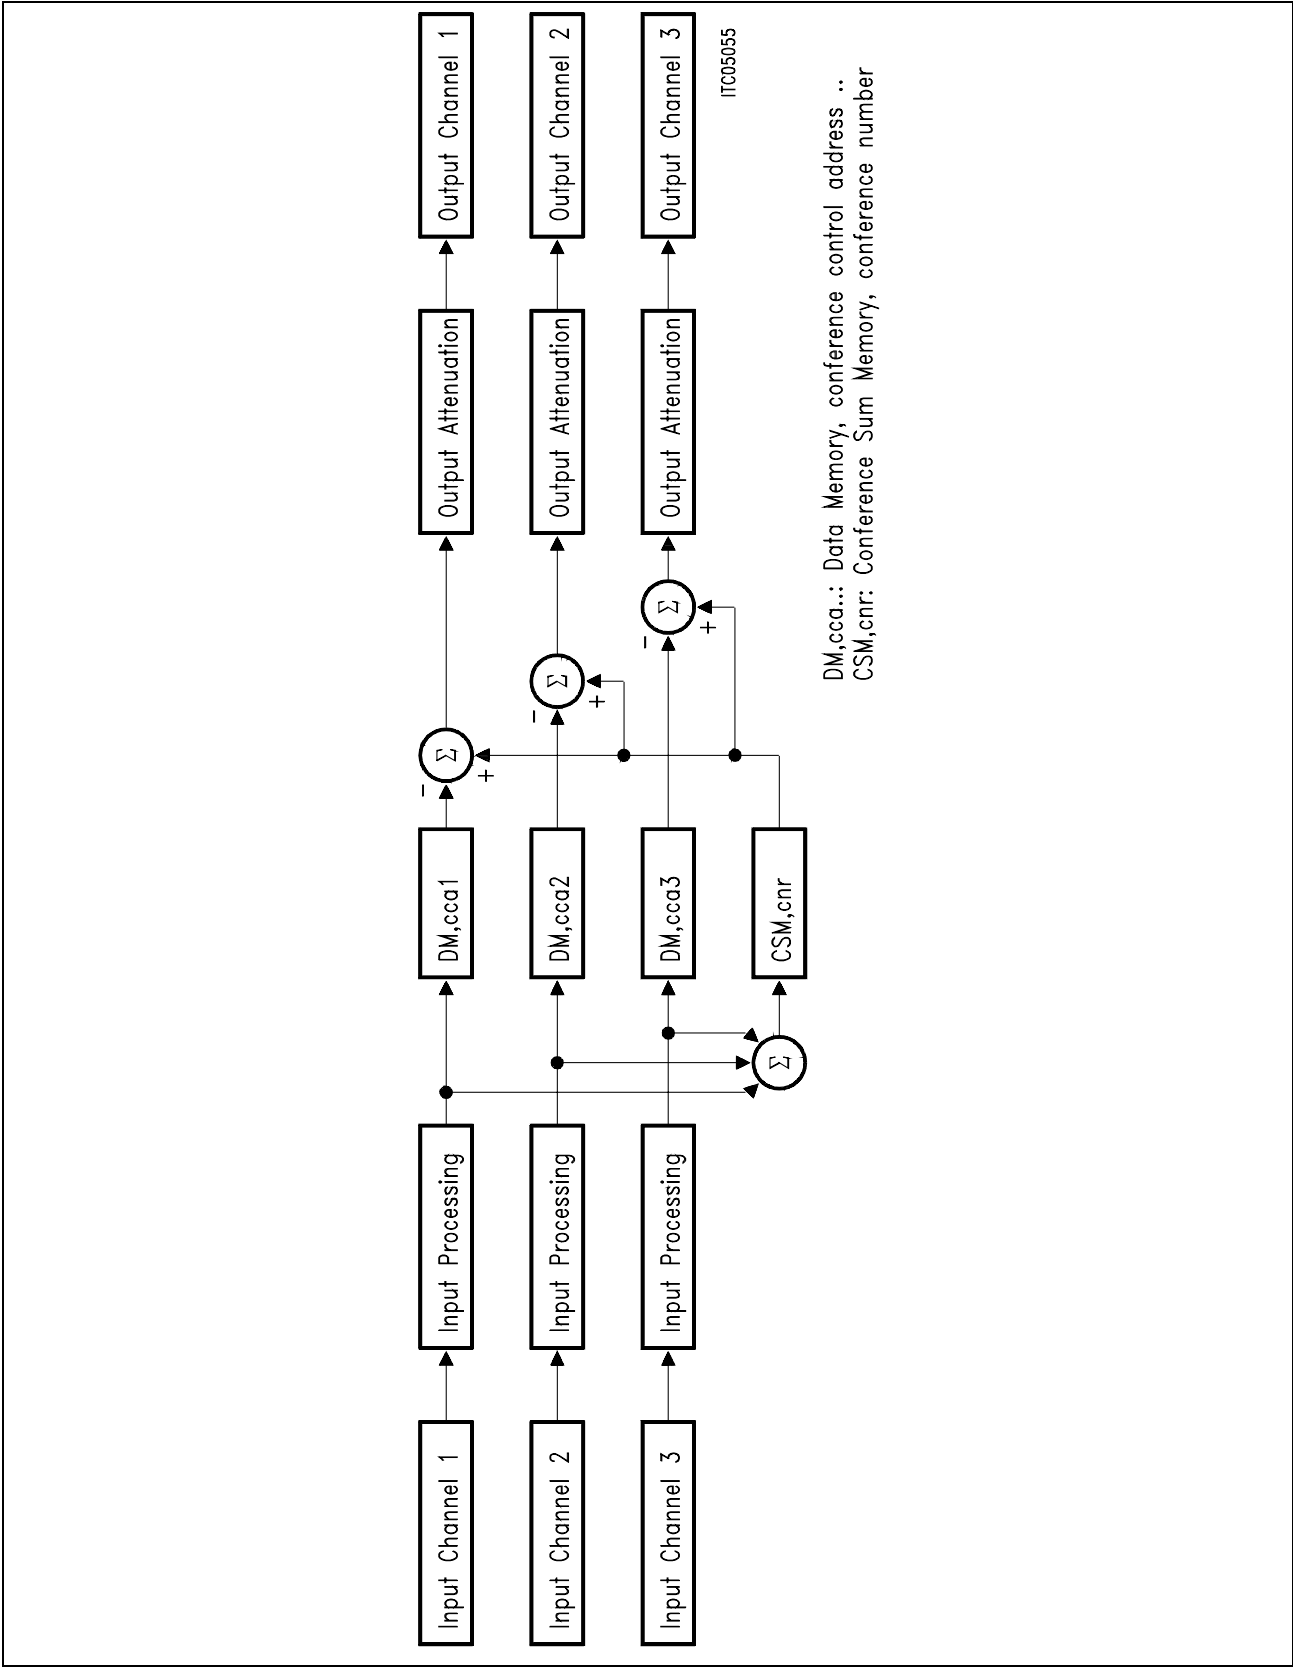 Input Channel 1
Input Processing
DM,cca1
-
+
Σ
Output Attenuation
Output Channel 1
Input Channel 2
Input Processing
DM,cca2
-
+
Σ
Output Attenuation
Output Channel 2
Input Channel 3
Input Processing
DM,cca3
-
+
Σ
Output Attenuation
Output Channel 3
Σ
CSM,cnr
ITC05055
DM,cca..: Data Memory, conference control address ..
CSM,cnr: Conference Sum Memory, conference number